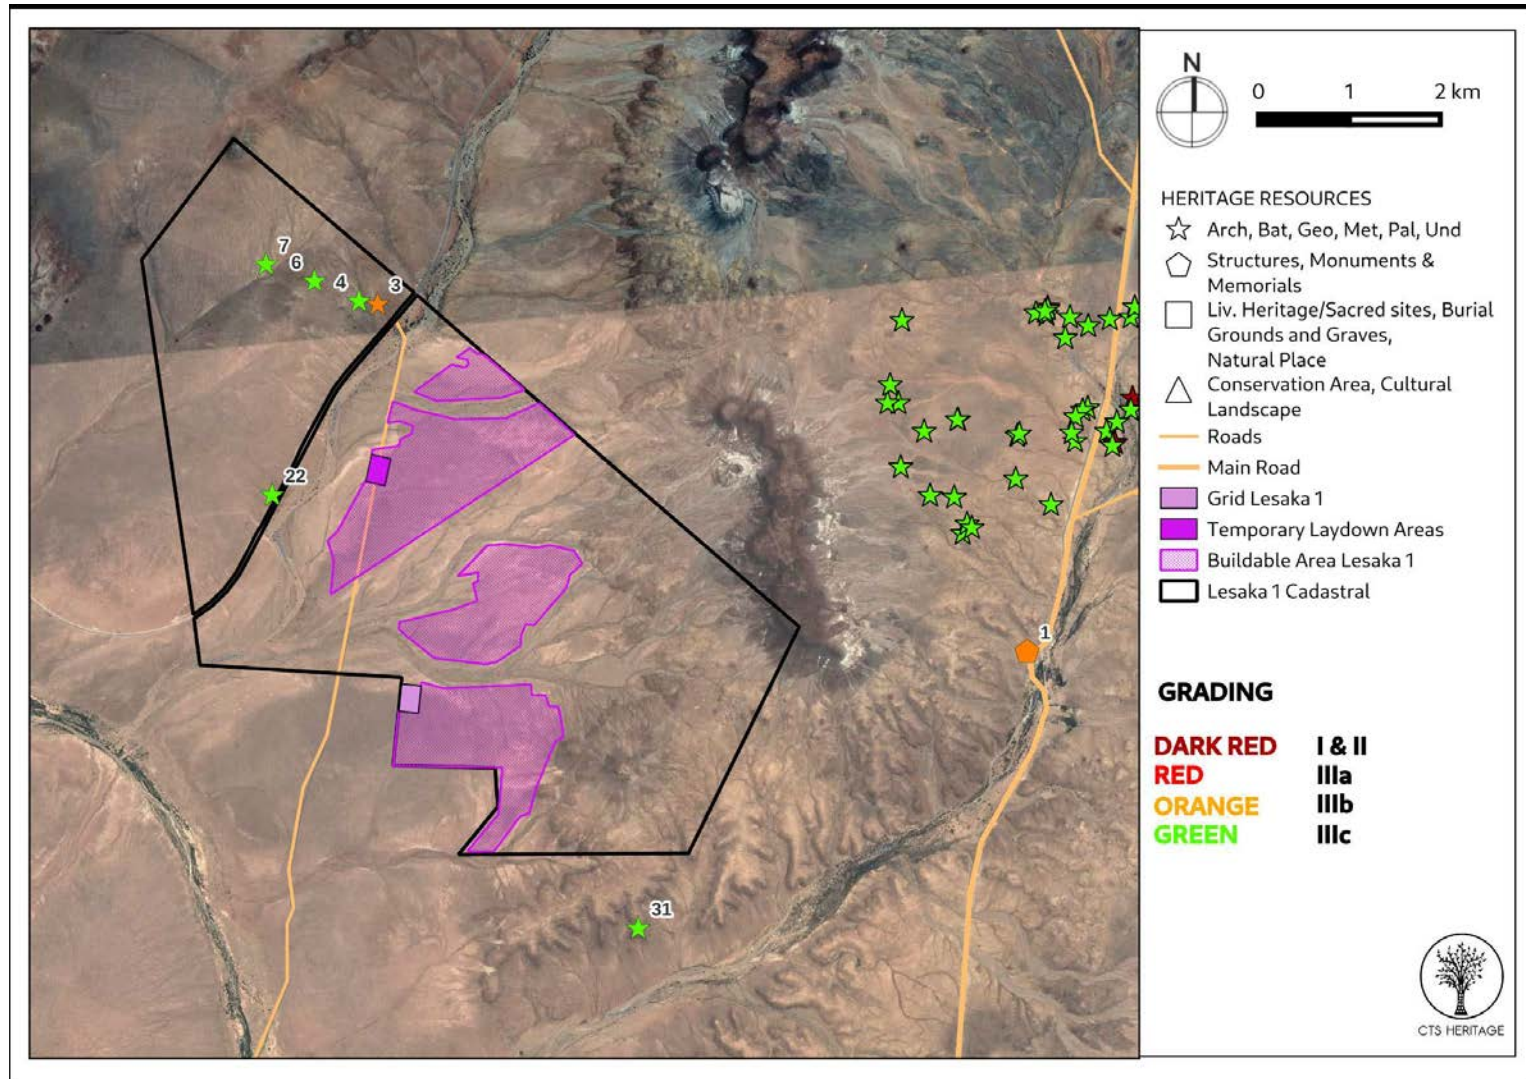 7
6
4
3
22
1
31
N
0 1 2 km
HERITAGE RESOURCES
Arch, Bat, Geo, Met, Pal, Und
Structures, Monuments &
Memorials
Liv. Heritage/Sacred sites, Burial
Grounds and Graves,
Natural Place
Conservation Area, Cultural
Landscape
Roads
Main Road
Grid Lesaka 1
Temporary Laydown Areas
Buildable Area Lesaka 1
Lesaka 1 Cadastral
GRADING
DARK RED I & II
RED IIIa
ORANGE IIIb
GREEN IIIc
CTS HERITAGE